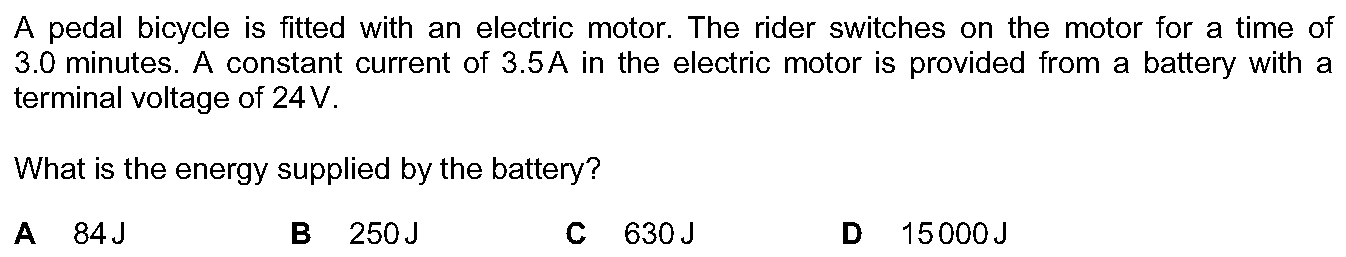 A pedal bicycle is fitted with an electric motor. The rider switches on the motor for a time of
3.0 minutes. A constant current of 3.5 A in the electric motor is provided from a battery with a
terminal voltage of 24 V.
What is the energy supplied by the battery?
A 84 J B 250 J C 630 J D 15 000 J